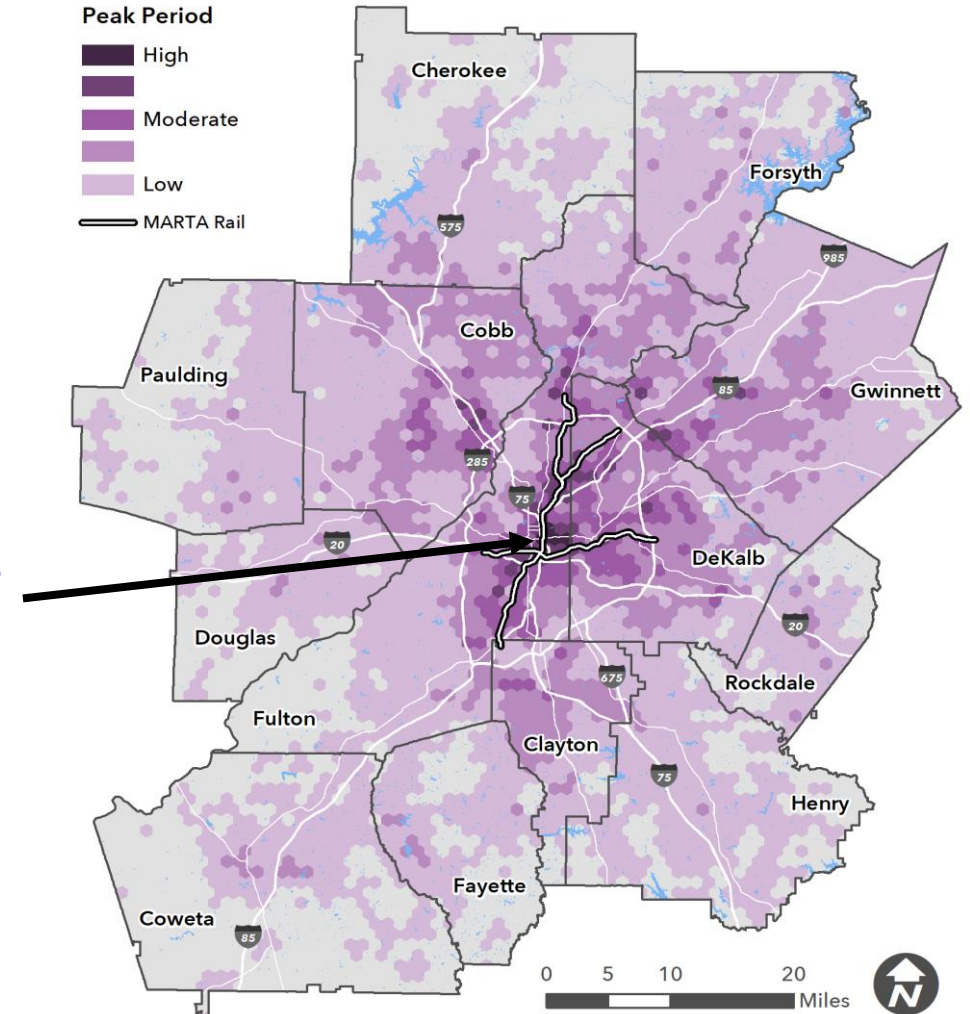 Peak Period
High
Moderate
Low
MARTA Rail
Cherokee
Forsyth
575
985
Cobb
Paulding
85
Gwinnett
285
75
20
DeKalb
Douglas
20
675
Rockdale
Fulton
Clayton
75
Henry
Fayette
Coweta
85
0 5 10 20
Miles
N